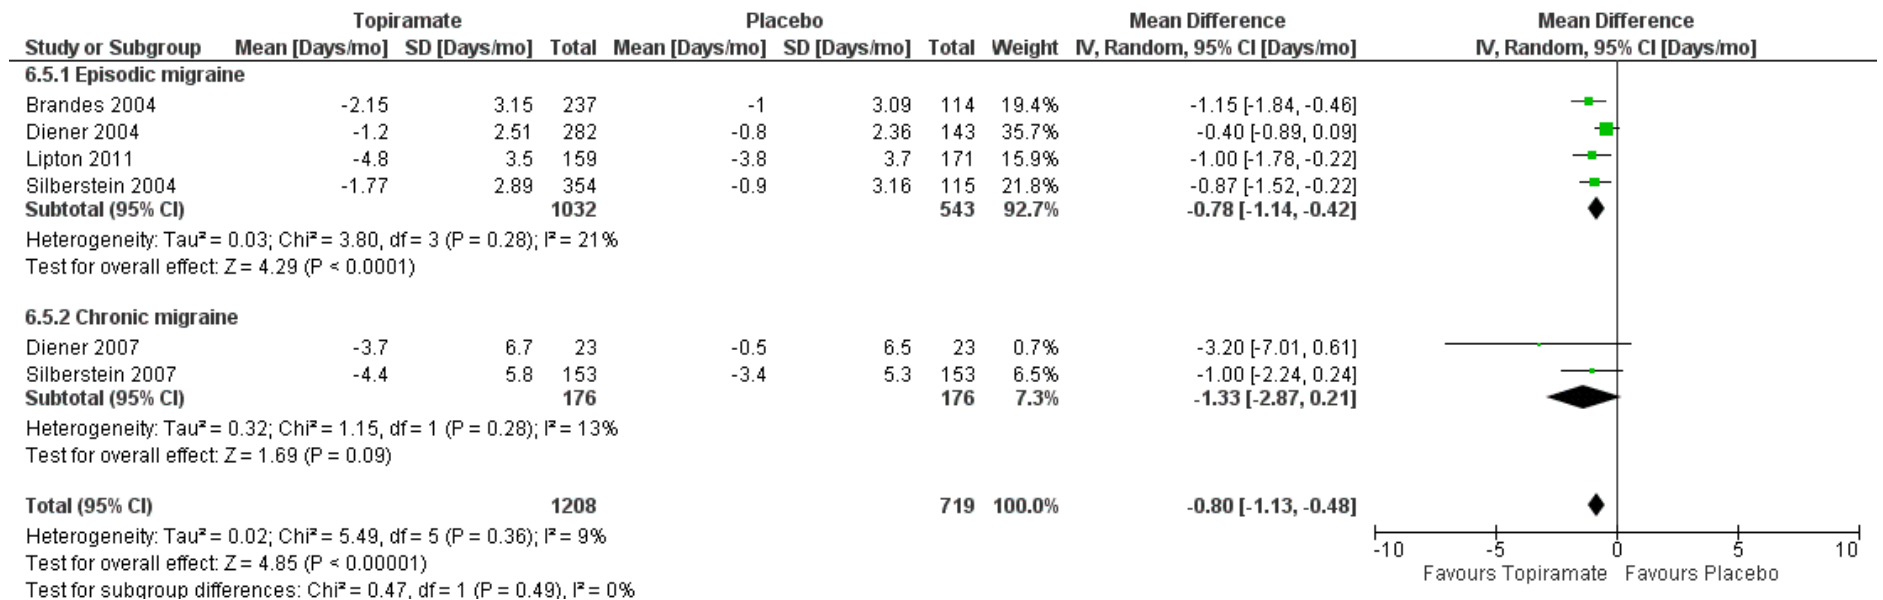 Topiramate Placebo Mean Difference Mean Difference
Study or Subgroup Mean [Days/mo] SD [Days/mo] Total Mean [Days/mo] SD [Days/mo] Total Weight IV, Random, 95% CI [Days/mo] IV, Random, 95% CI [Days/mo]
6.5.1 Episodic migraine
Brandes 2004 -2.15 3.15 237 -1 3.09 114 19.4% -1.15 [-1.84, -0.46]
Diener 2004 -1.2 2.51 282 -0.8 2.36 143 35.7% -0.40 [-0.89, 0.09]
Lipton 2011 -4.8 3.5 159 -3.8 3.7 171 15.9% -1.00 [-1.78, -0.22]
Silberstein 2004 -1.77 2.89 354 -0.9 3.16 115 21.8% -0.87 [-1.52, -0.22]
Subtotal (95% CI) 1032 543 92.7% -0.78 [-1.14, -0.42]
Heterogeneity: Tau² = 0.03; Chi² = 3.80, df = 3 (P = 0.28); I² = 21%
Test for overall effect: Z = 4.29 (P < 0.0001)
6.5.2 Chronic migraine
Diener 2007 -3.7 6.7 23 -0.5 6.5 23 0.7% -3.20 [-7.01, 0.61]
Silberstein 2007 -4.4 5.8 153 -3.4 5.3 153 6.5% -1.00 [-2.24, 0.24]
Subtotal (95% CI) 176 176 7.3% -1.33 [-2.87, 0.21]
Heterogeneity: Tau² = 0.32; Chi² = 1.15, df = 1 (P = 0.28); I² = 13%
Test for overall effect: Z = 1.69 (P = 0.09)
Total (95% CI) 1208 719 100.0% -0.80 [-1.13, -0.48]
Heterogeneity: Tau² = 0.02; Chi² = 5.49, df = 5 (P = 0.36); I² = 9%
Test for overall effect: Z = 4.85 (P < 0.00001)
Test for subgroup differences: Chi² = 0.47, df = 1 (P = 0.49), I² = 0%
-10 -5 0 5 10
Favours Topiramate Favours Placebo